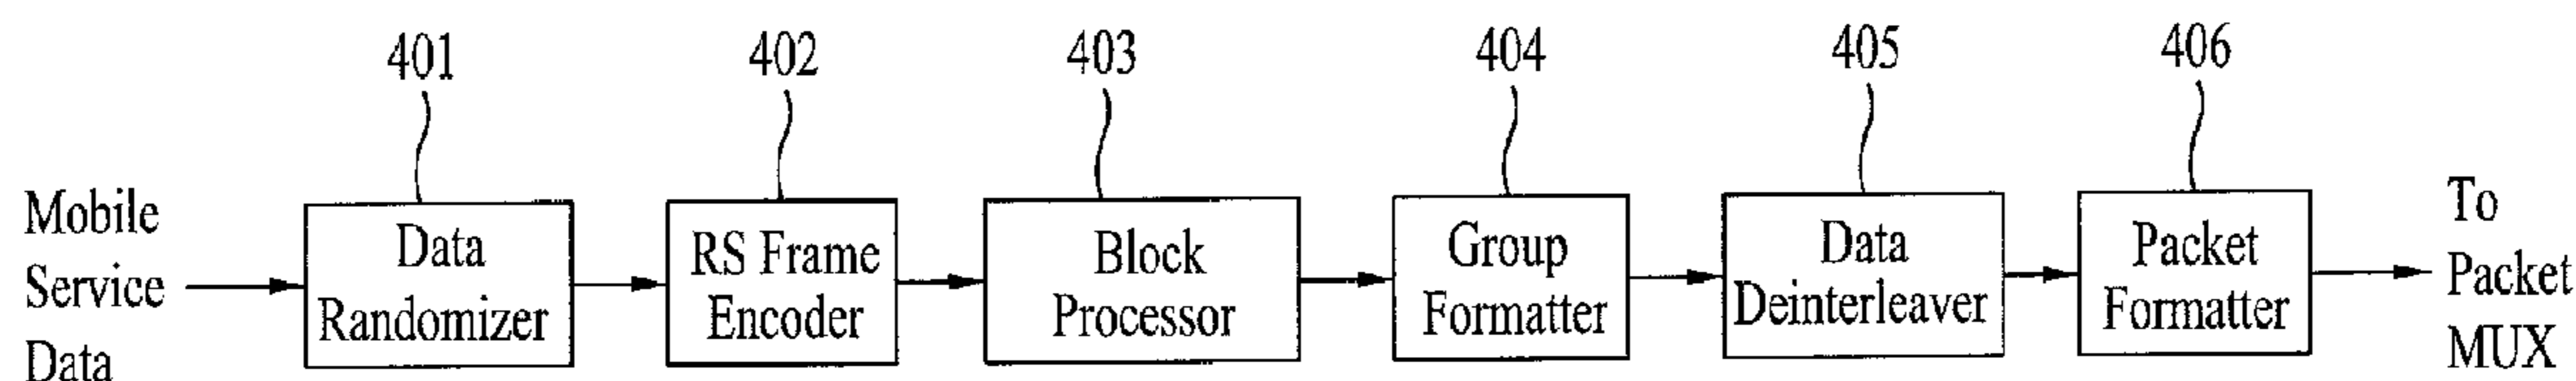 401
402
403
404
405
406
Mobile
Service
Data
Data
Randomizer
RS Frame
Encoder
Block
Processor
Group
Formatter
Data
Deinterleaver
Packet
Formatter
To
Packet
MUX